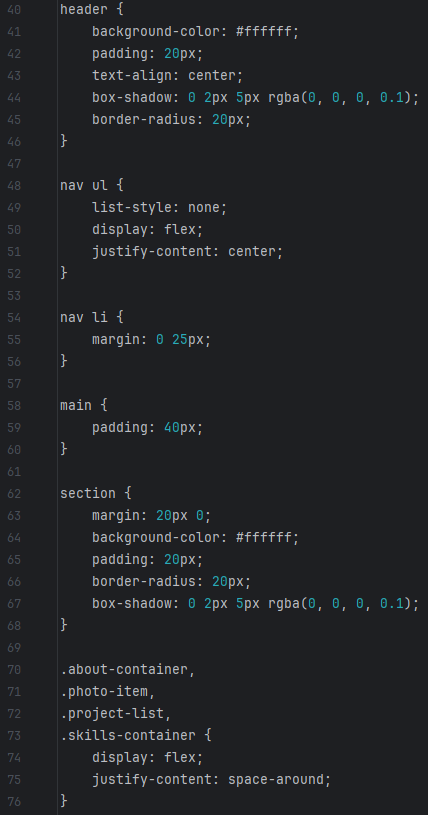 40 header {
41     background-color: #ffffff;
42     padding: 20px;
43     text-align: center;
44     box-shadow: 0 2px 5px rgba(0, 0, 0, 0.1);
45     border-radius: 20px;
46 }
47
48 nav ul {
49     list-style: none;
50     display: flex;
51     justify-content: center;
52 }
53
54 nav li {
55     margin: 0 25px;
56 }
57
58 main {
59     padding: 40px;
60 }
61
62 section {
63     margin: 20px 0;
64     background-color: #ffffff;
65     padding: 20px;
66     border-radius: 20px;
67     box-shadow: 0 2px 5px rgba(0, 0, 0, 0.1);
68 }
69
70 .about-container,
71 .photo-item,
72 .project-list,
73 .skills-container {
74     display: flex;
75     justify-content: space-around;
76 }